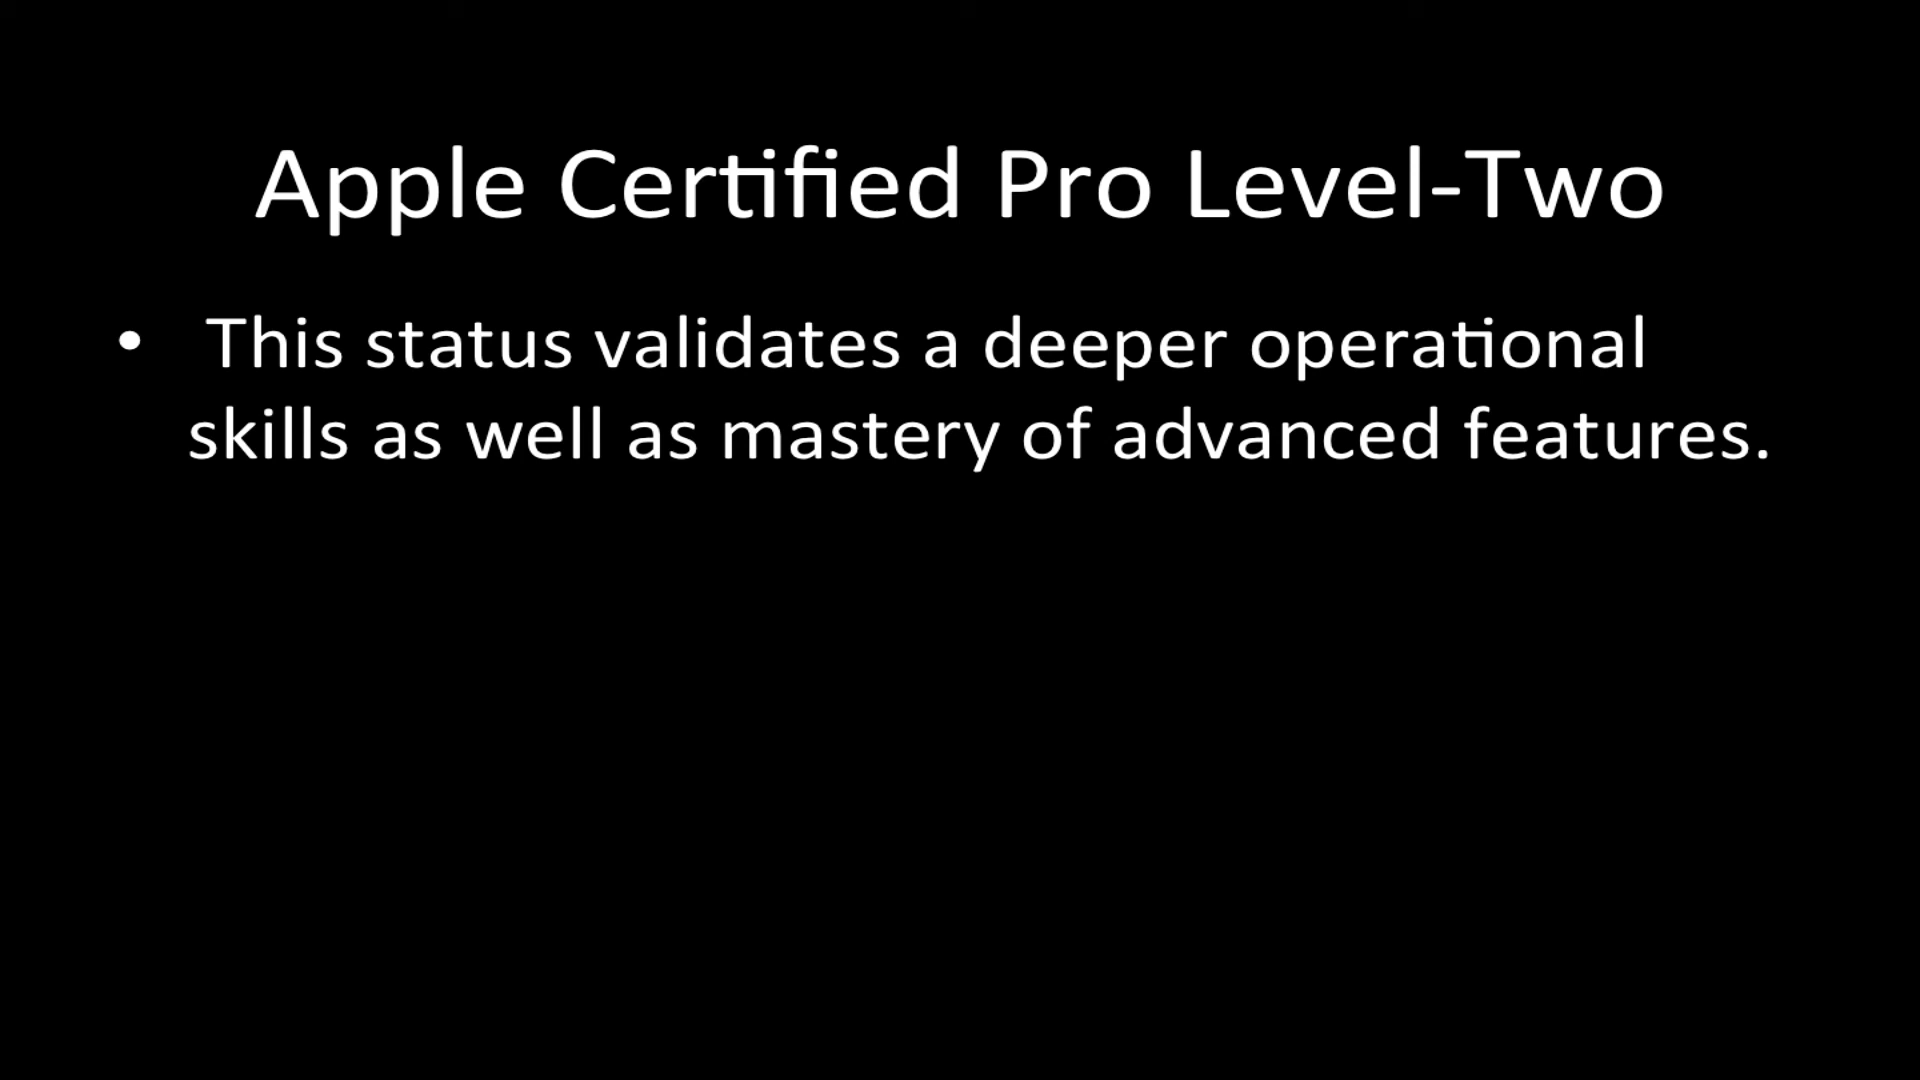 Apple Certified Pro Level-Two
• This status validates a deeper operational
skills as well as mastery of advanced features.